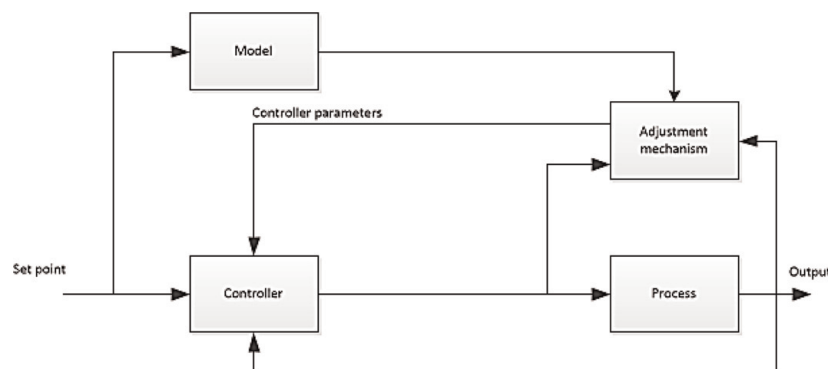 Model
Controller parameters
Adjustment
mechanism
Set point
Controller
Process
Output